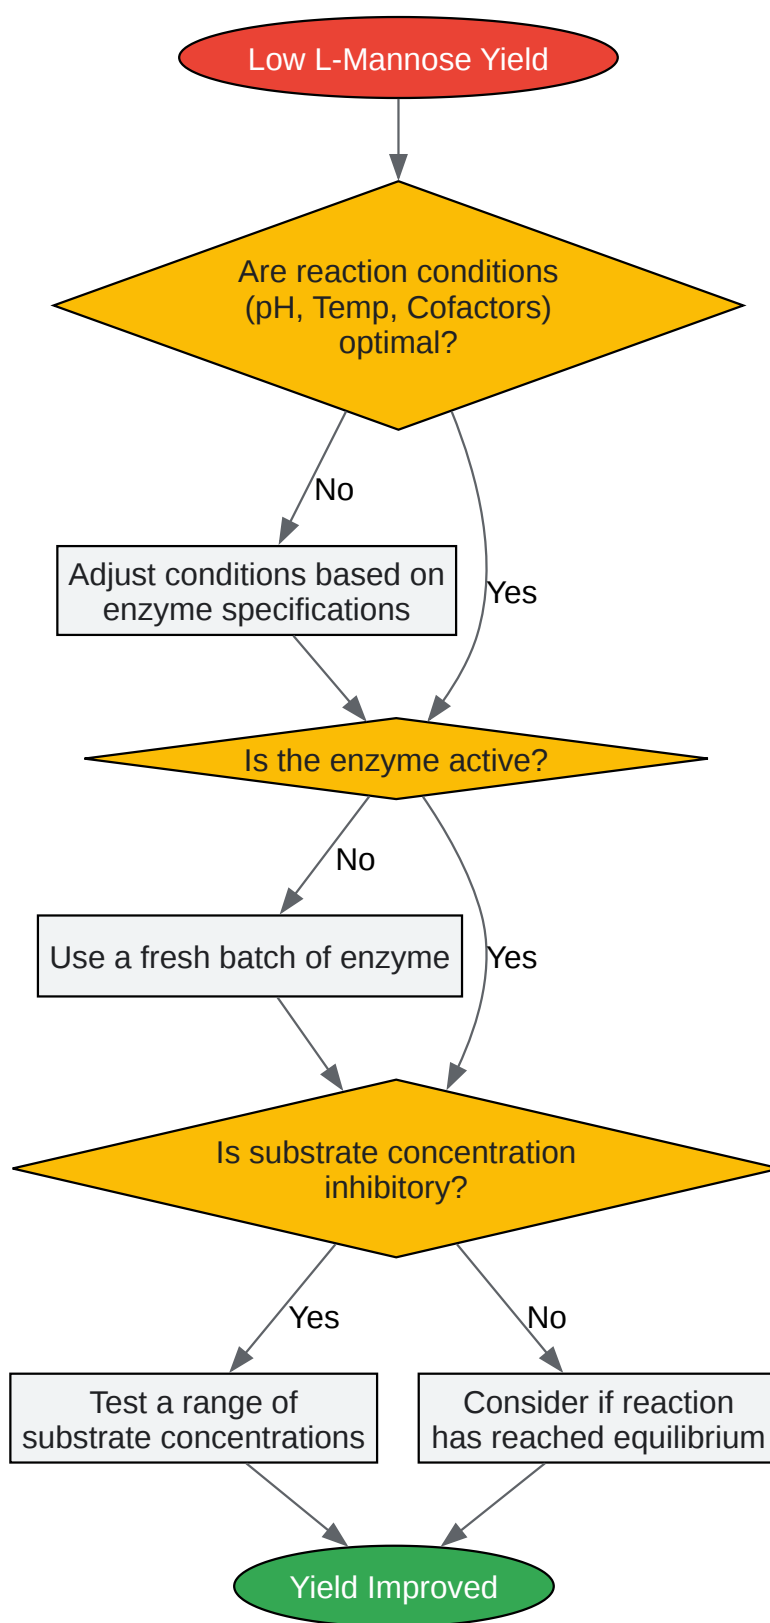 Low L-Mannose Yield
Are reaction conditions
(pH, Temp, Cofactors)
optimal?
No
Adjust conditions based on
enzyme specifications
Yes
Is the enzyme active?
No
Use a fresh batch of enzyme
Yes
Is substrate concentration
inhibitory?
Yes
No
Test a range of
substrate concentrations
Consider if reaction
has reached equilibrium
Yield Improved